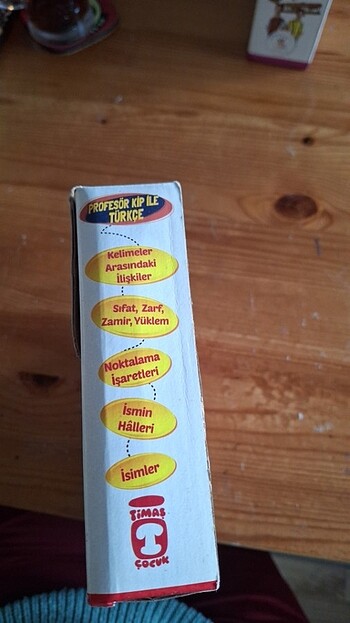 PROFESÖR KİP İLE
TÜRKÇE
Kelimeler
Arasındaki
İlişkiler
Sıfat, Zarf,
Zamir, Yüklem
Noktalama
İşaretleri
İsmin
Hâlleri
İsimler
TİMAŞ
ÇOCUK